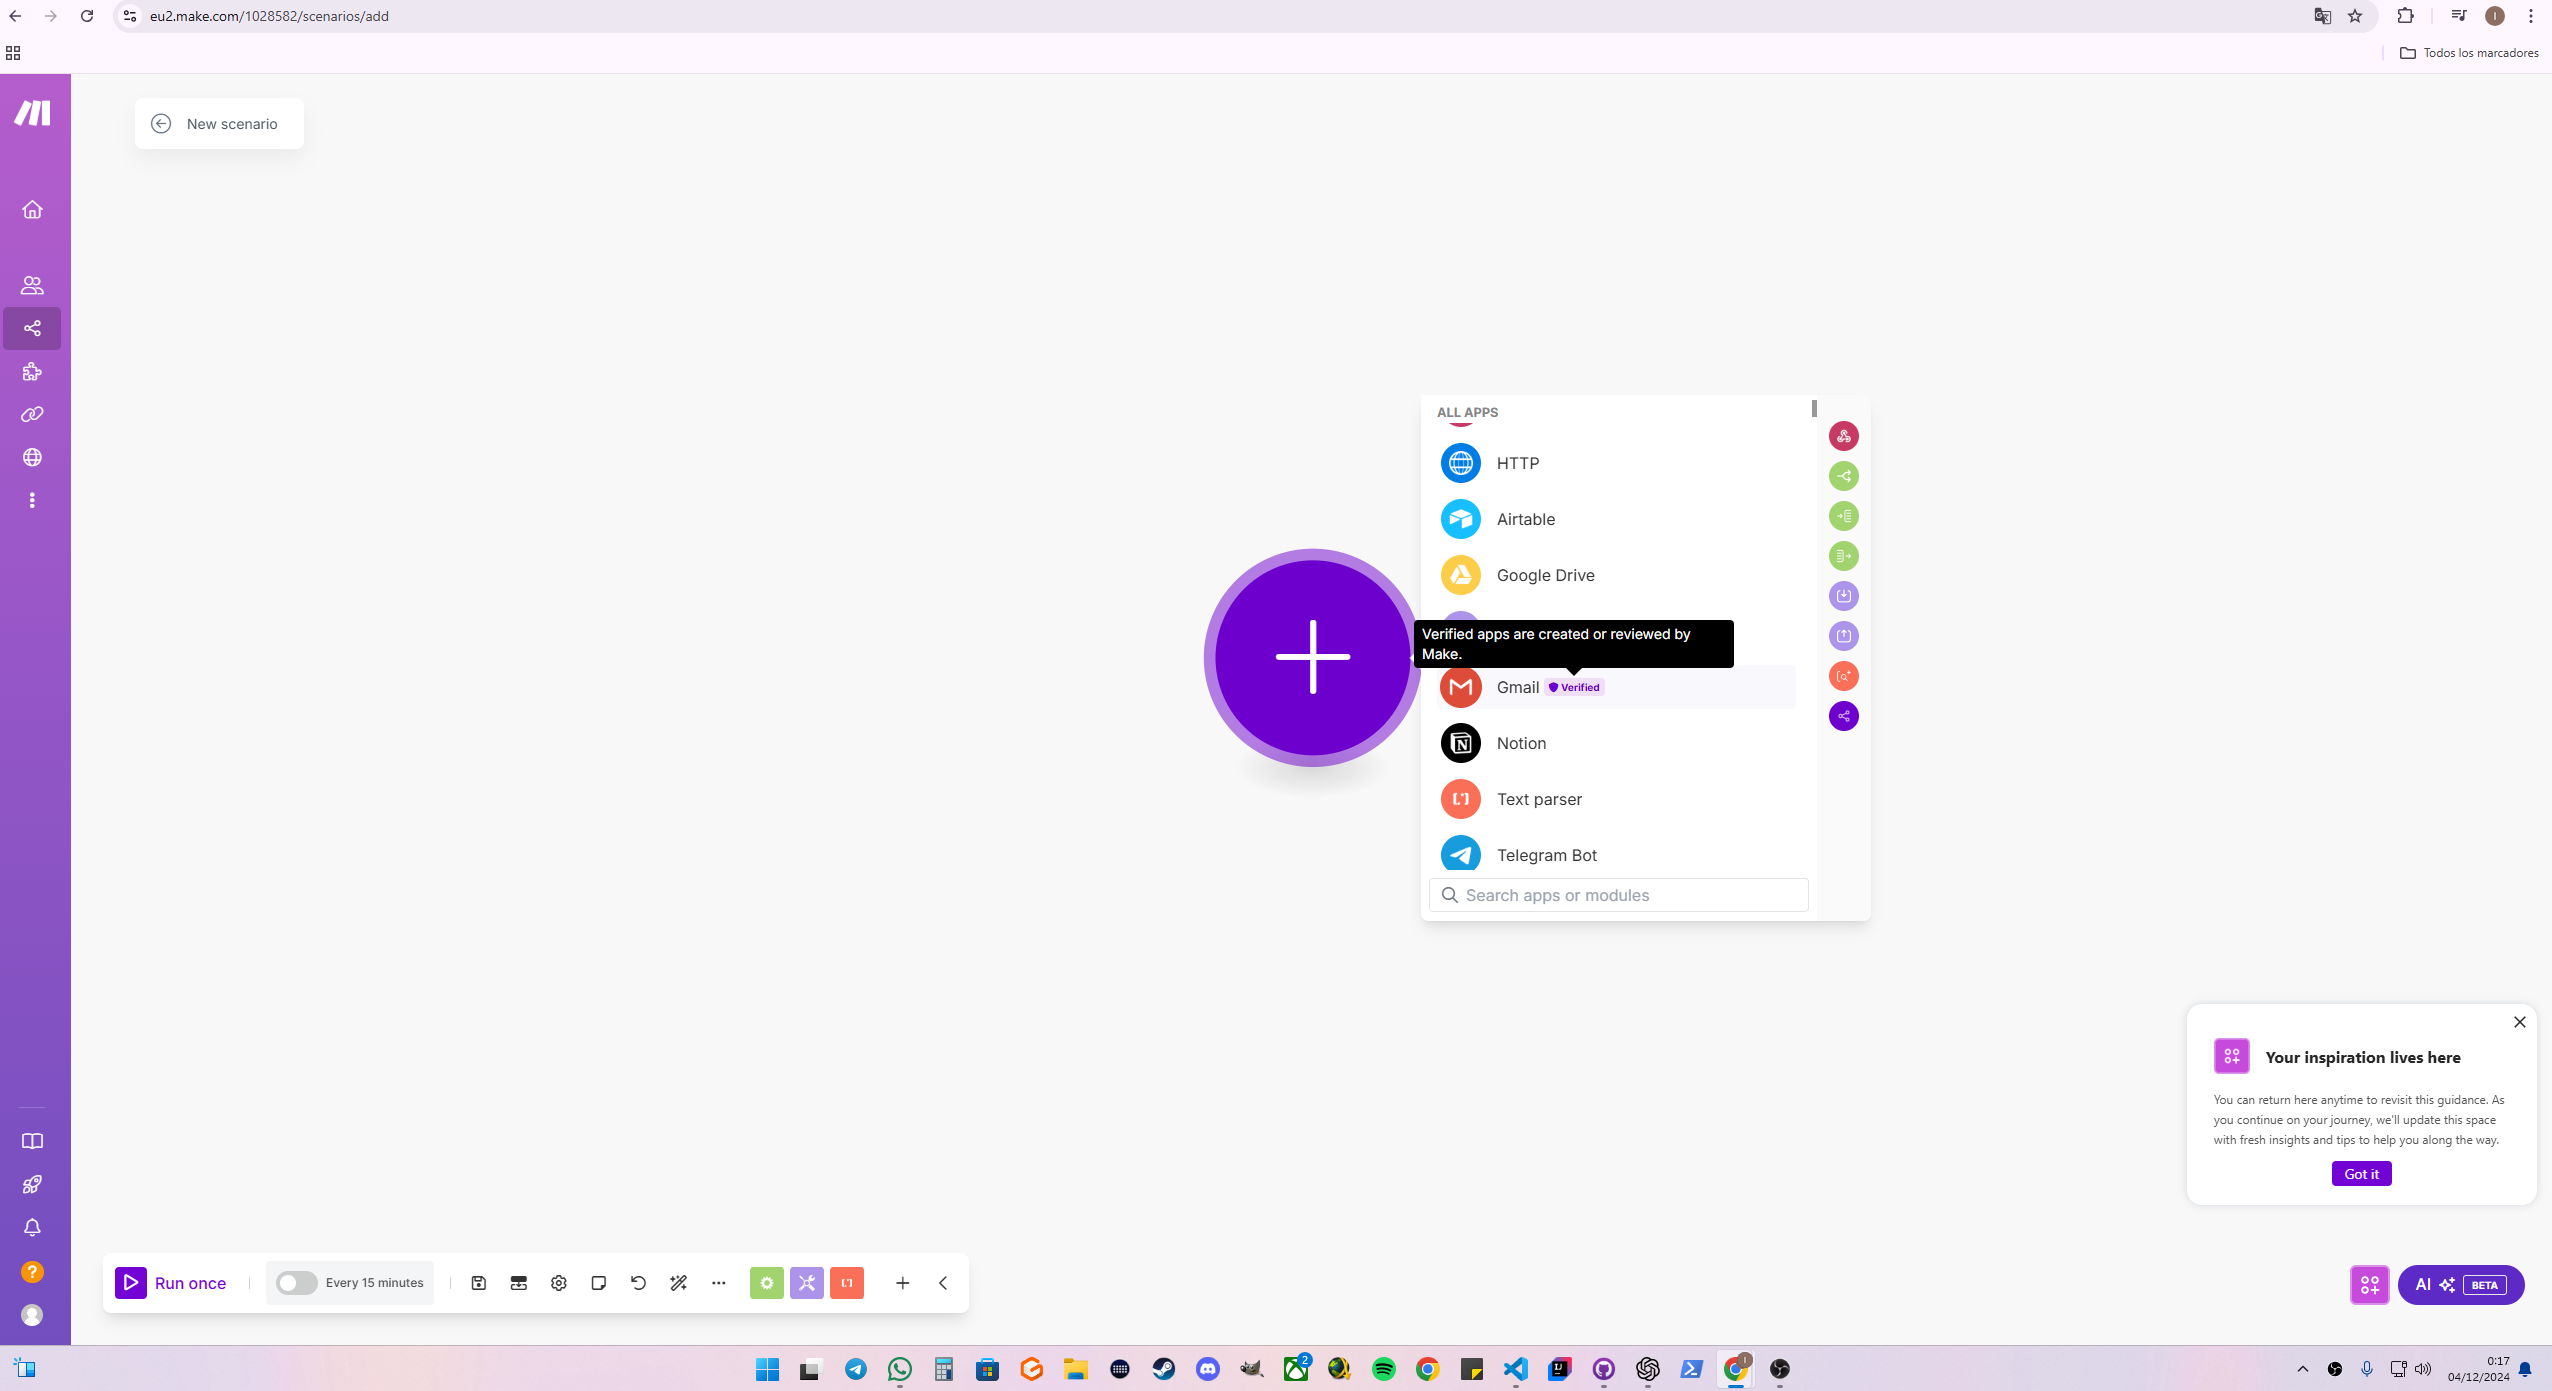 eu2.make.com/1028582/scenarios/add
Todos los marcadores
New scenario
ALL APPS
HTTP
Airtable
Google Drive
Verified apps are created or reviewed by
Make.
Gmail Verified
Notion
Text parser
Telegram Bot
Search apps or modules
Your inspiration lives here
You can return here anytime to revisit this guidance. As
you continue on your journey, we'll update this space
with fresh insights and tips to help you along the way.
Got it
Run once
Every 15 minutes
AI BETA
2
0:17
04/12/2024